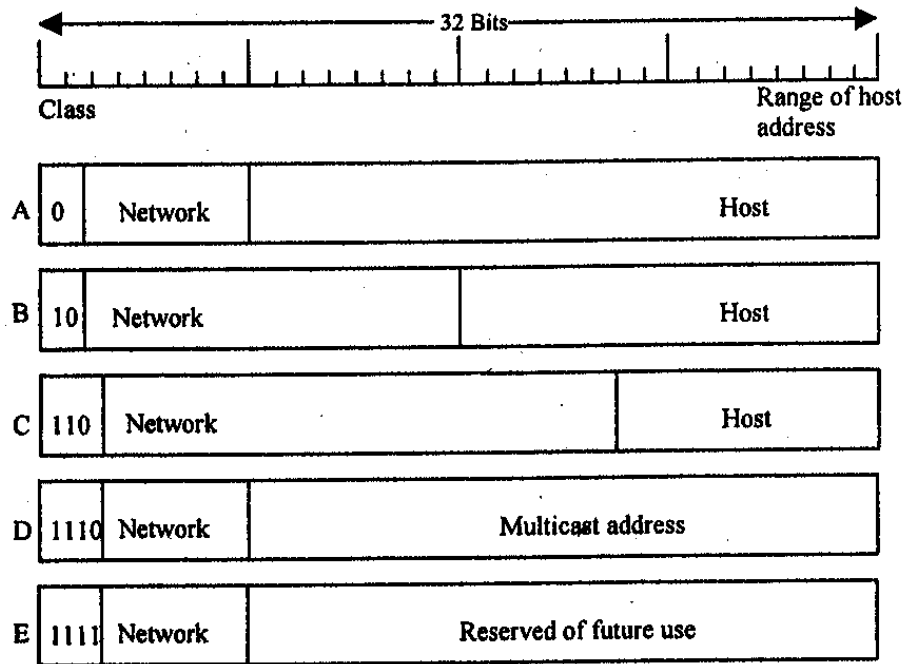 32 Bits
Class
Range of host
address
A 0 Network Host
B 10 Network Host
C 110 Network Host
D 1110 Network Multicast address
E 1111 Network Reserved of future use